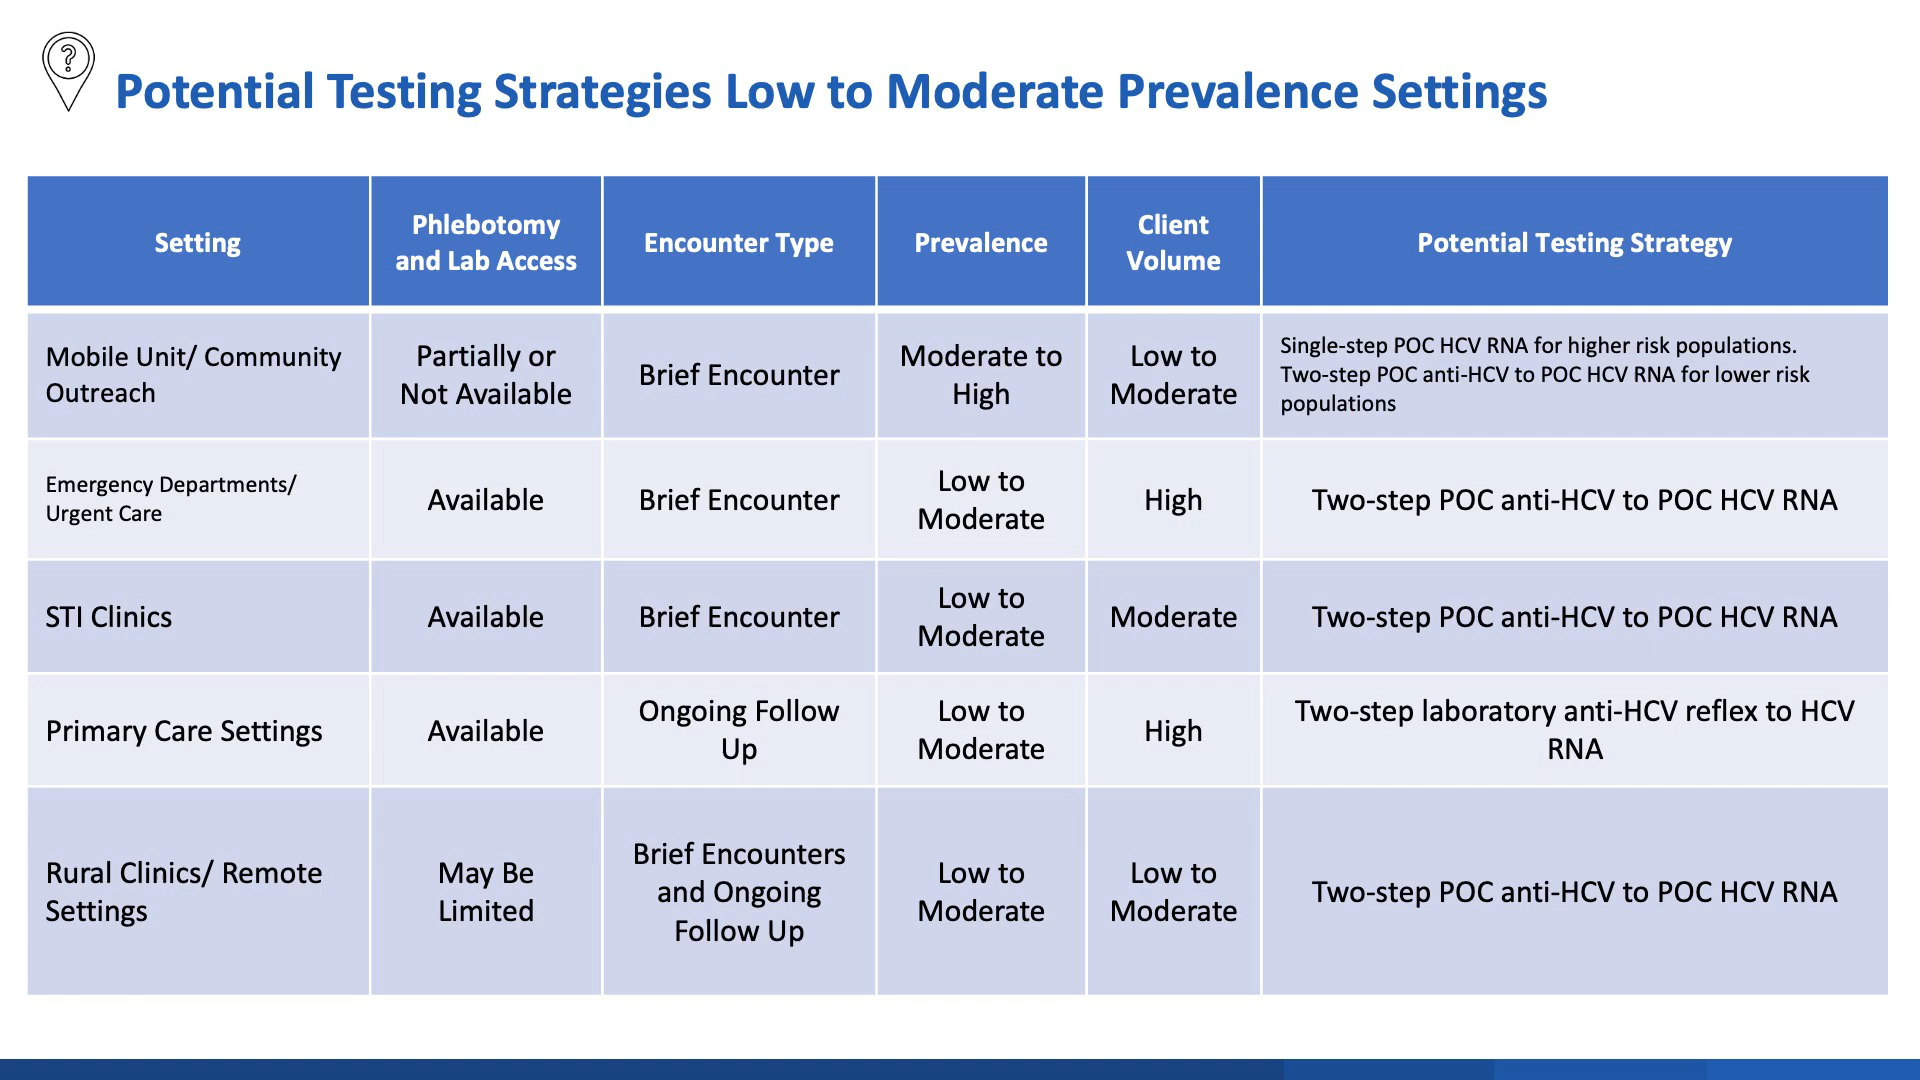 ?
Potential Testing Strategies Low to Moderate Prevalence Settings
Setting
Phlebotomy
and Lab Access
Encounter Type
Prevalence
Client
Volume
Potential Testing Strategy
Mobile Unit/ Community
Outreach
Partially or
Not Available
Brief Encounter
Moderate to
High
Low to
Moderate
Single-step POC HCV RNA for higher risk populations.
Two-step POC anti-HCV to POC HCV RNA for lower risk
populations
Emergency Departments/
Urgent Care
Available
Brief Encounter
Low to
Moderate
High
Two-step POC anti-HCV to POC HCV RNA
STI Clinics
Available
Brief Encounter
Low to
Moderate
Moderate
Two-step POC anti-HCV to POC HCV RNA
Primary Care Settings
Available
Ongoing Follow
Up
Low to
Moderate
High
Two-step laboratory anti-HCV reflex to HCV
RNA
Rural Clinics/ Remote
Settings
May Be
Limited
Brief Encounters
and Ongoing
Follow Up
Low to
Moderate
Low to
Moderate
Two-step POC anti-HCV to POC HCV RNA